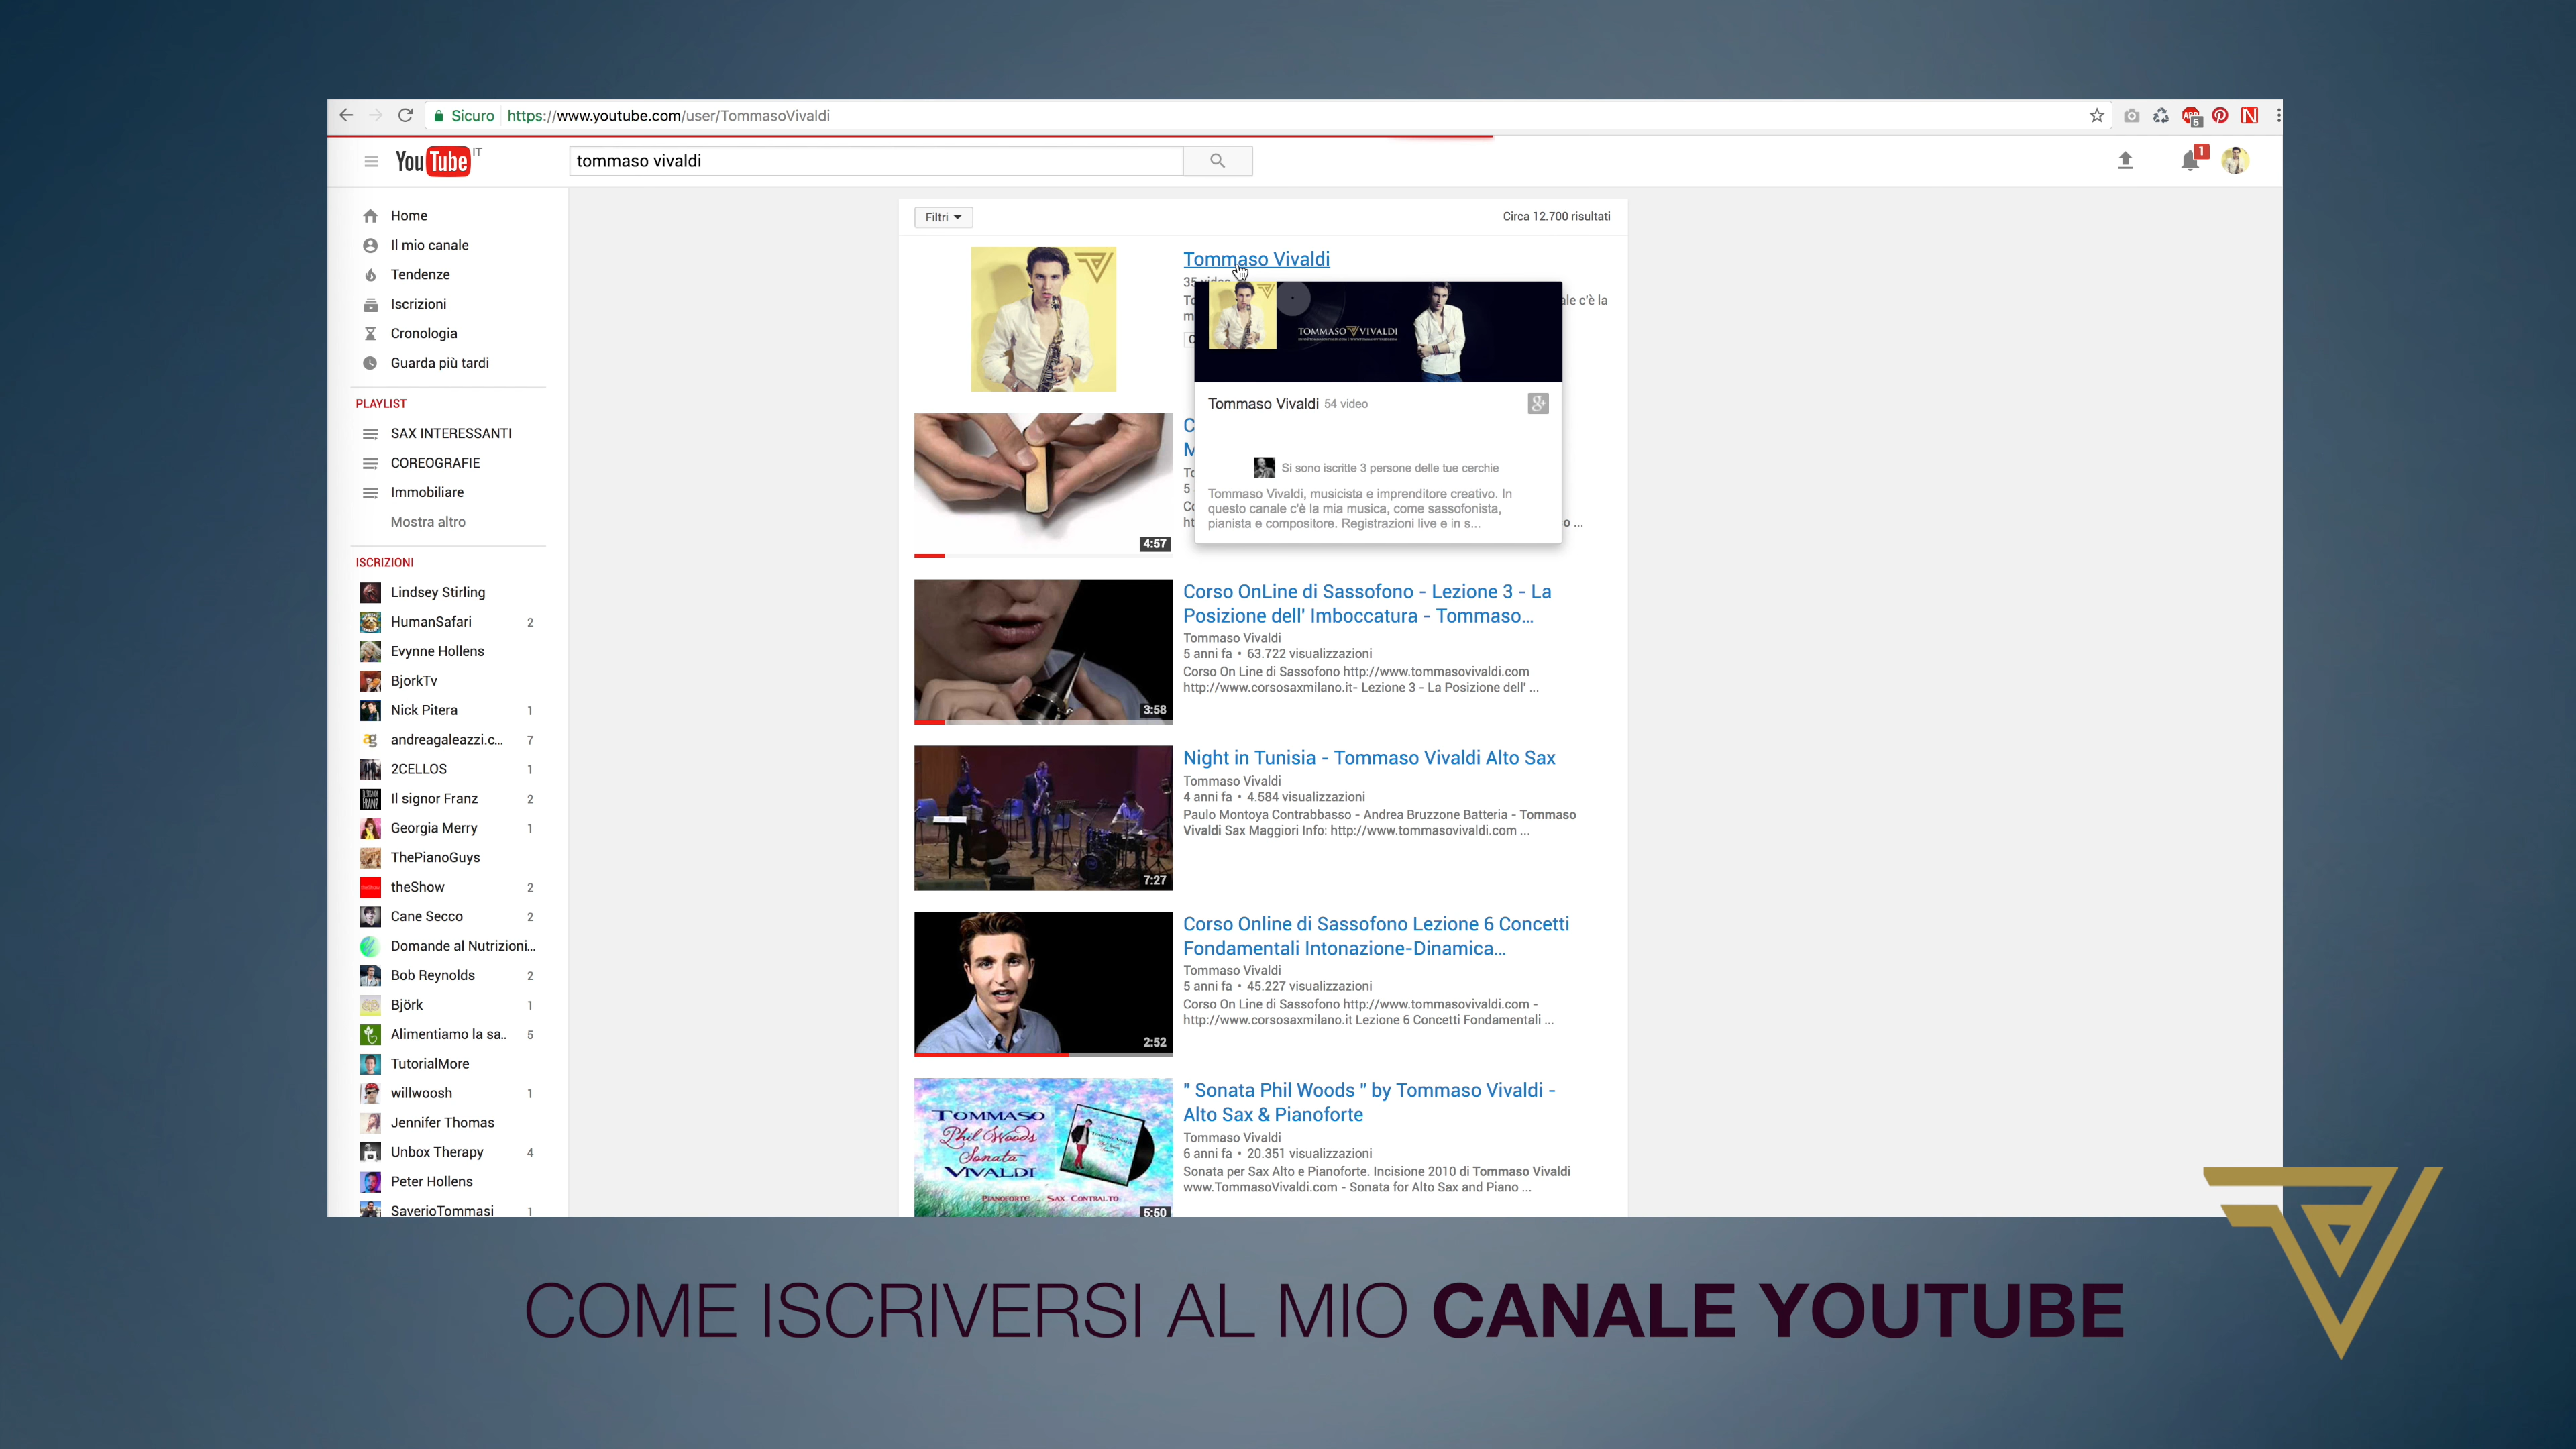 Sicuro https://www.youtube.com/user/TommasoVivaldi
ABP
5
YouTube IT
tommaso vivaldi
1
Home
Il mio canale
Tendenze
Iscrizioni
Cronologia
Guarda più tardi
PLAYLIST
SAX INTERESSANTI
COREOGRAFIE
Immobiliare
Mostra altro
ISCRIZIONI
Lindsey Stirling
HumanSafari 2
Evynne Hollens
BjorkTv
Nick Pitera 1
andreagaleazzi.c... 7
2CELLOS 1
Il signor Franz 2
Georgia Merry 1
ThePianoGuys
theShow 2
Cane Secco 2
Domande al Nutrizioni...
Bob Reynolds 2
Björk 1
Alimentiamo la sa.. 5
TutorialMore
willwoosh 1
Jennifer Thomas
Unbox Therapy 4
Peter Hollens
SaverioTommasi 1
Filtri
Circa 12.700 risultati
Tommaso Vivaldi
35 video
ale c'è la
TOMMASO VIVALDI
Tommaso Vivaldi 54 video
Si sono iscritte 3 persone delle tue cerchie
Tommaso Vivaldi, musicista e imprenditore creativo. In
questo canale c'è la mia musica, come sassofonista,
pianista e compositore. Registrazioni live e in s...
o ...
4:57
Corso OnLine di Sassofono - Lezione 3 - La
Posizione dell' Imboccatura - Tommaso...
Tommaso Vivaldi
5 anni fa • 63.722 visualizzazioni
Corso On Line di Sassofono http://www.tommasovivaldi.com
http://www.corsosaxmilano.it- Lezione 3 - La Posizione dell' ...
3:58
Night in Tunisia - Tommaso Vivaldi Alto Sax
Tommaso Vivaldi
4 anni fa • 4.584 visualizzazioni
Paulo Montoya Contrabbasso - Andrea Bruzzone Batteria - Tommaso
Vivaldi Sax Maggiori Info: http://www.tommasovivaldi.com ...
7:27
Corso Online di Sassofono Lezione 6 Concetti
Fondamentali Intonazione-Dinamica...
Tommaso Vivaldi
5 anni fa • 45.227 visualizzazioni
Corso On Line di Sassofono http://www.tommasovivaldi.com -
http://www.corsosaxmilano.it Lezione 6 Concetti Fondamentali ...
2:52
" Sonata Phil Woods " by Tommaso Vivaldi -
Alto Sax & Pianoforte
Tommaso Vivaldi
6 anni fa • 20.351 visualizzazioni
Sonata per Sax Alto e Pianoforte. Incisione 2010 di Tommaso Vivaldi
www.TommasoVivaldi.com - Sonata for Alto Sax and Piano ...
TOMMASO
Phil Woods
Sonata
VIVALDI
PIANOFORTE - SAX CONTRALTO
5:50
COME ISCRIVERSI AL MIO CANALE YOUTUBE